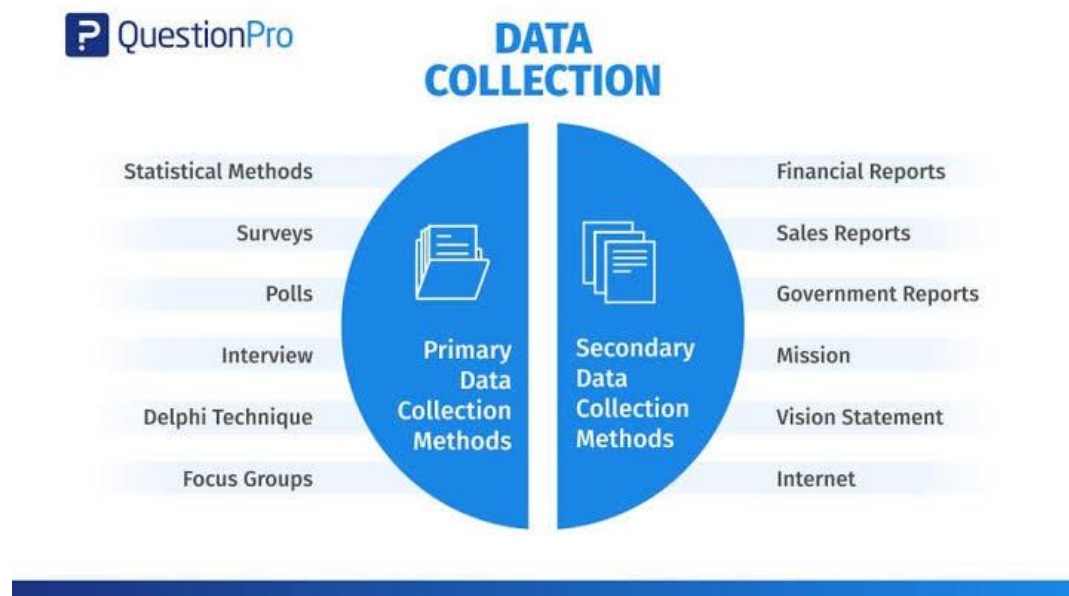 QuestionPro
DATA
COLLECTION
Statistical Methods
Surveys
Polls
Interview
Delphi Technique
Focus Groups
Primary
Data
Collection
Methods
Secondary
Data
Collection
Methods
Financial Reports
Sales Reports
Government Reports
Mission
Vision Statement
Internet